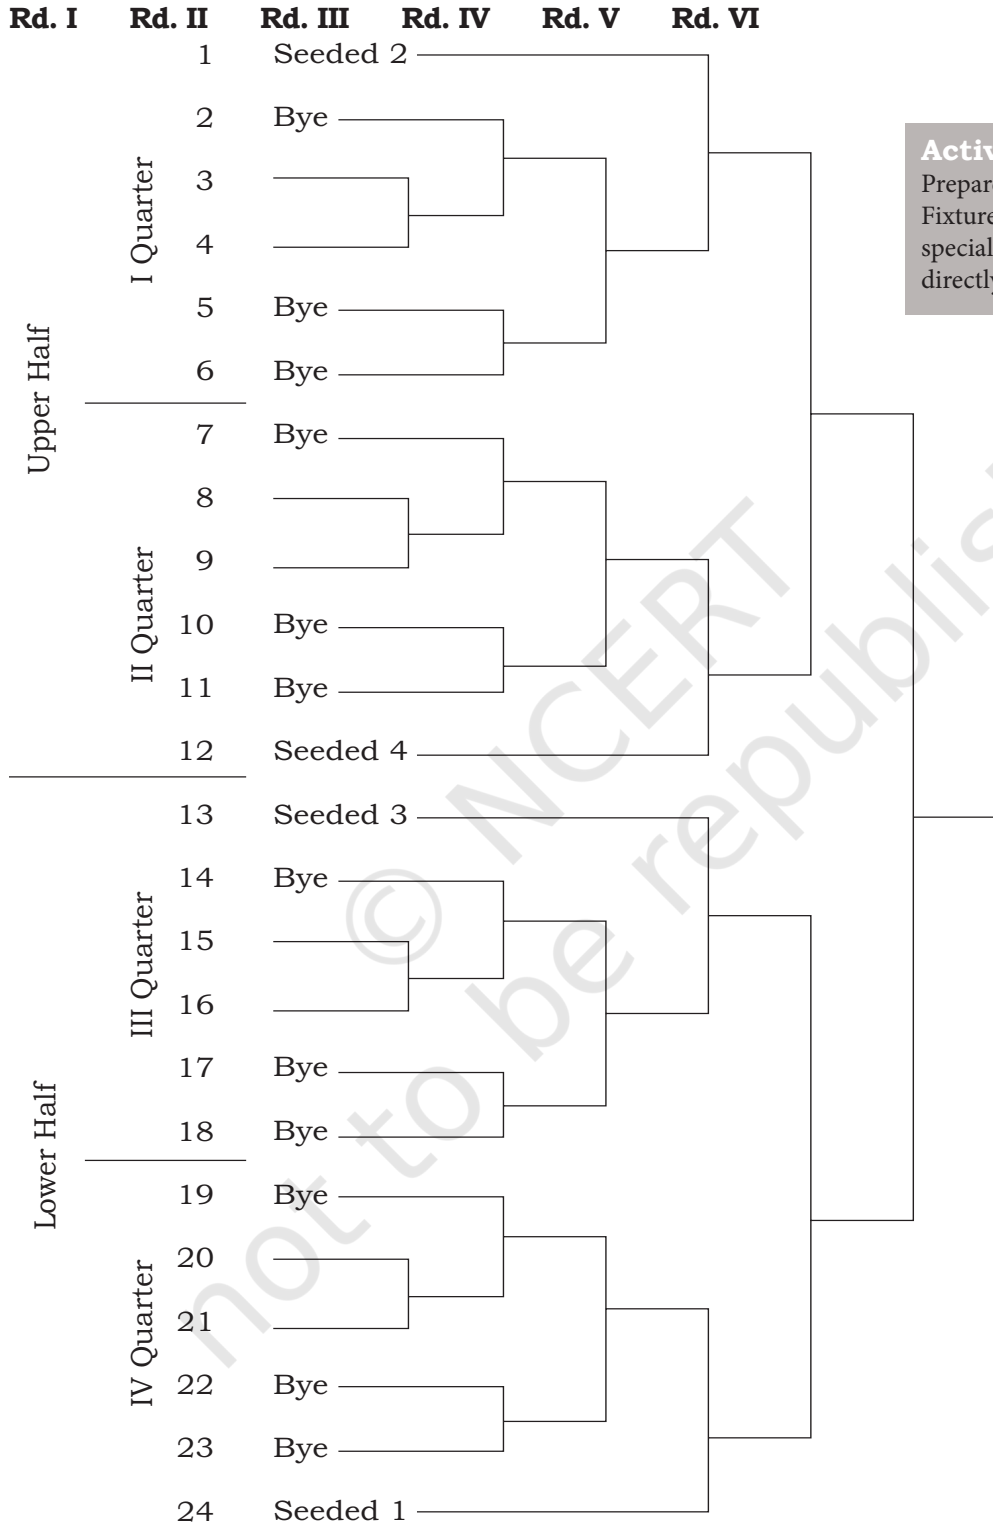 Rd. I Rd. II Rd. III Rd. IV Rd. V Rd. VI
1 Seeded 2
2 Bye
3
4
5 Bye
6 Bye
I Quarter
Upper Half
7 Bye
8
9
10 Bye
11 Bye
12 Seeded 4
II Quarter
13 Seeded 3
14 Bye
15
16
17 Bye
18 Bye
III Quarter
Lower Half
19 Bye
20
21
22 Bye
23 Bye
24 Seeded 1
IV Quarter
Fixture
special
directly
© NCERT
not to be